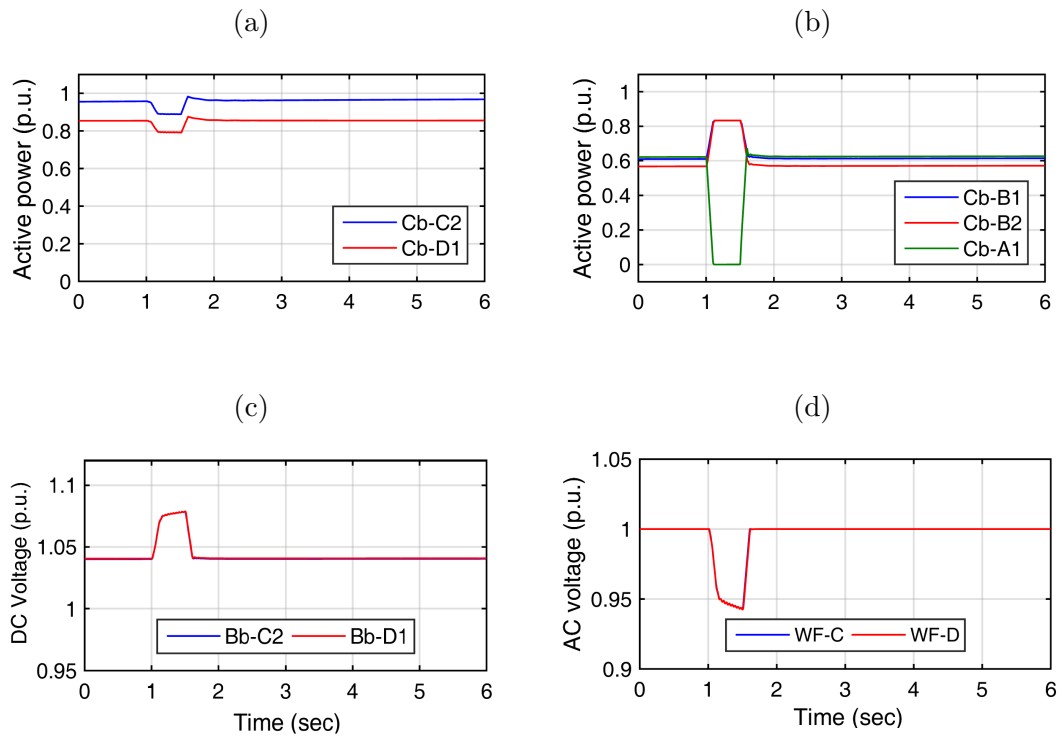 (a)
Active power (p.u.)
1
0.8
0.6
0.4
0.2
0
0 1 2 3 4 5 6
Cb-C2
Cb-D1
(b)
Active power (p.u.)
1
0.8
0.6
0.4
0.2
0
0 1 2 3 4 5 6
Cb-B1
Cb-B2
Cb-A1
(c)
DC Voltage (p.u.)
1.1
1.05
1
0.95
0 1 2 3 4 5 6
Bb-C2 Bb-D1
Time (sec)
(d)
AC voltage (p.u.)
1.05
1
0.95
0.9
0 1 2 3 4 5 6
WF-C WF-D
Time (sec)